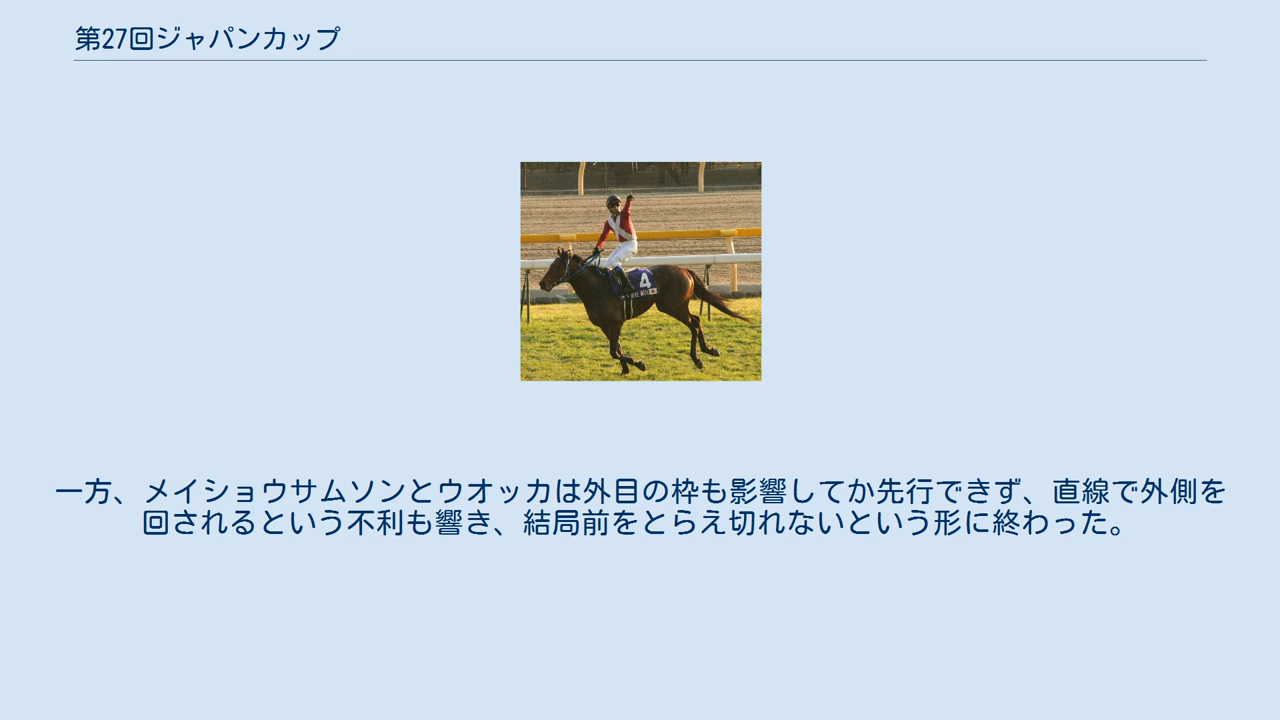 第27回ジャパンカップ
4
一方、メイショウサムソンとウオッカは外目の枠も影響してか先行できず、直線で外側を
回されるという不利も響き、結局前をとらえ切れないという形に終わった。